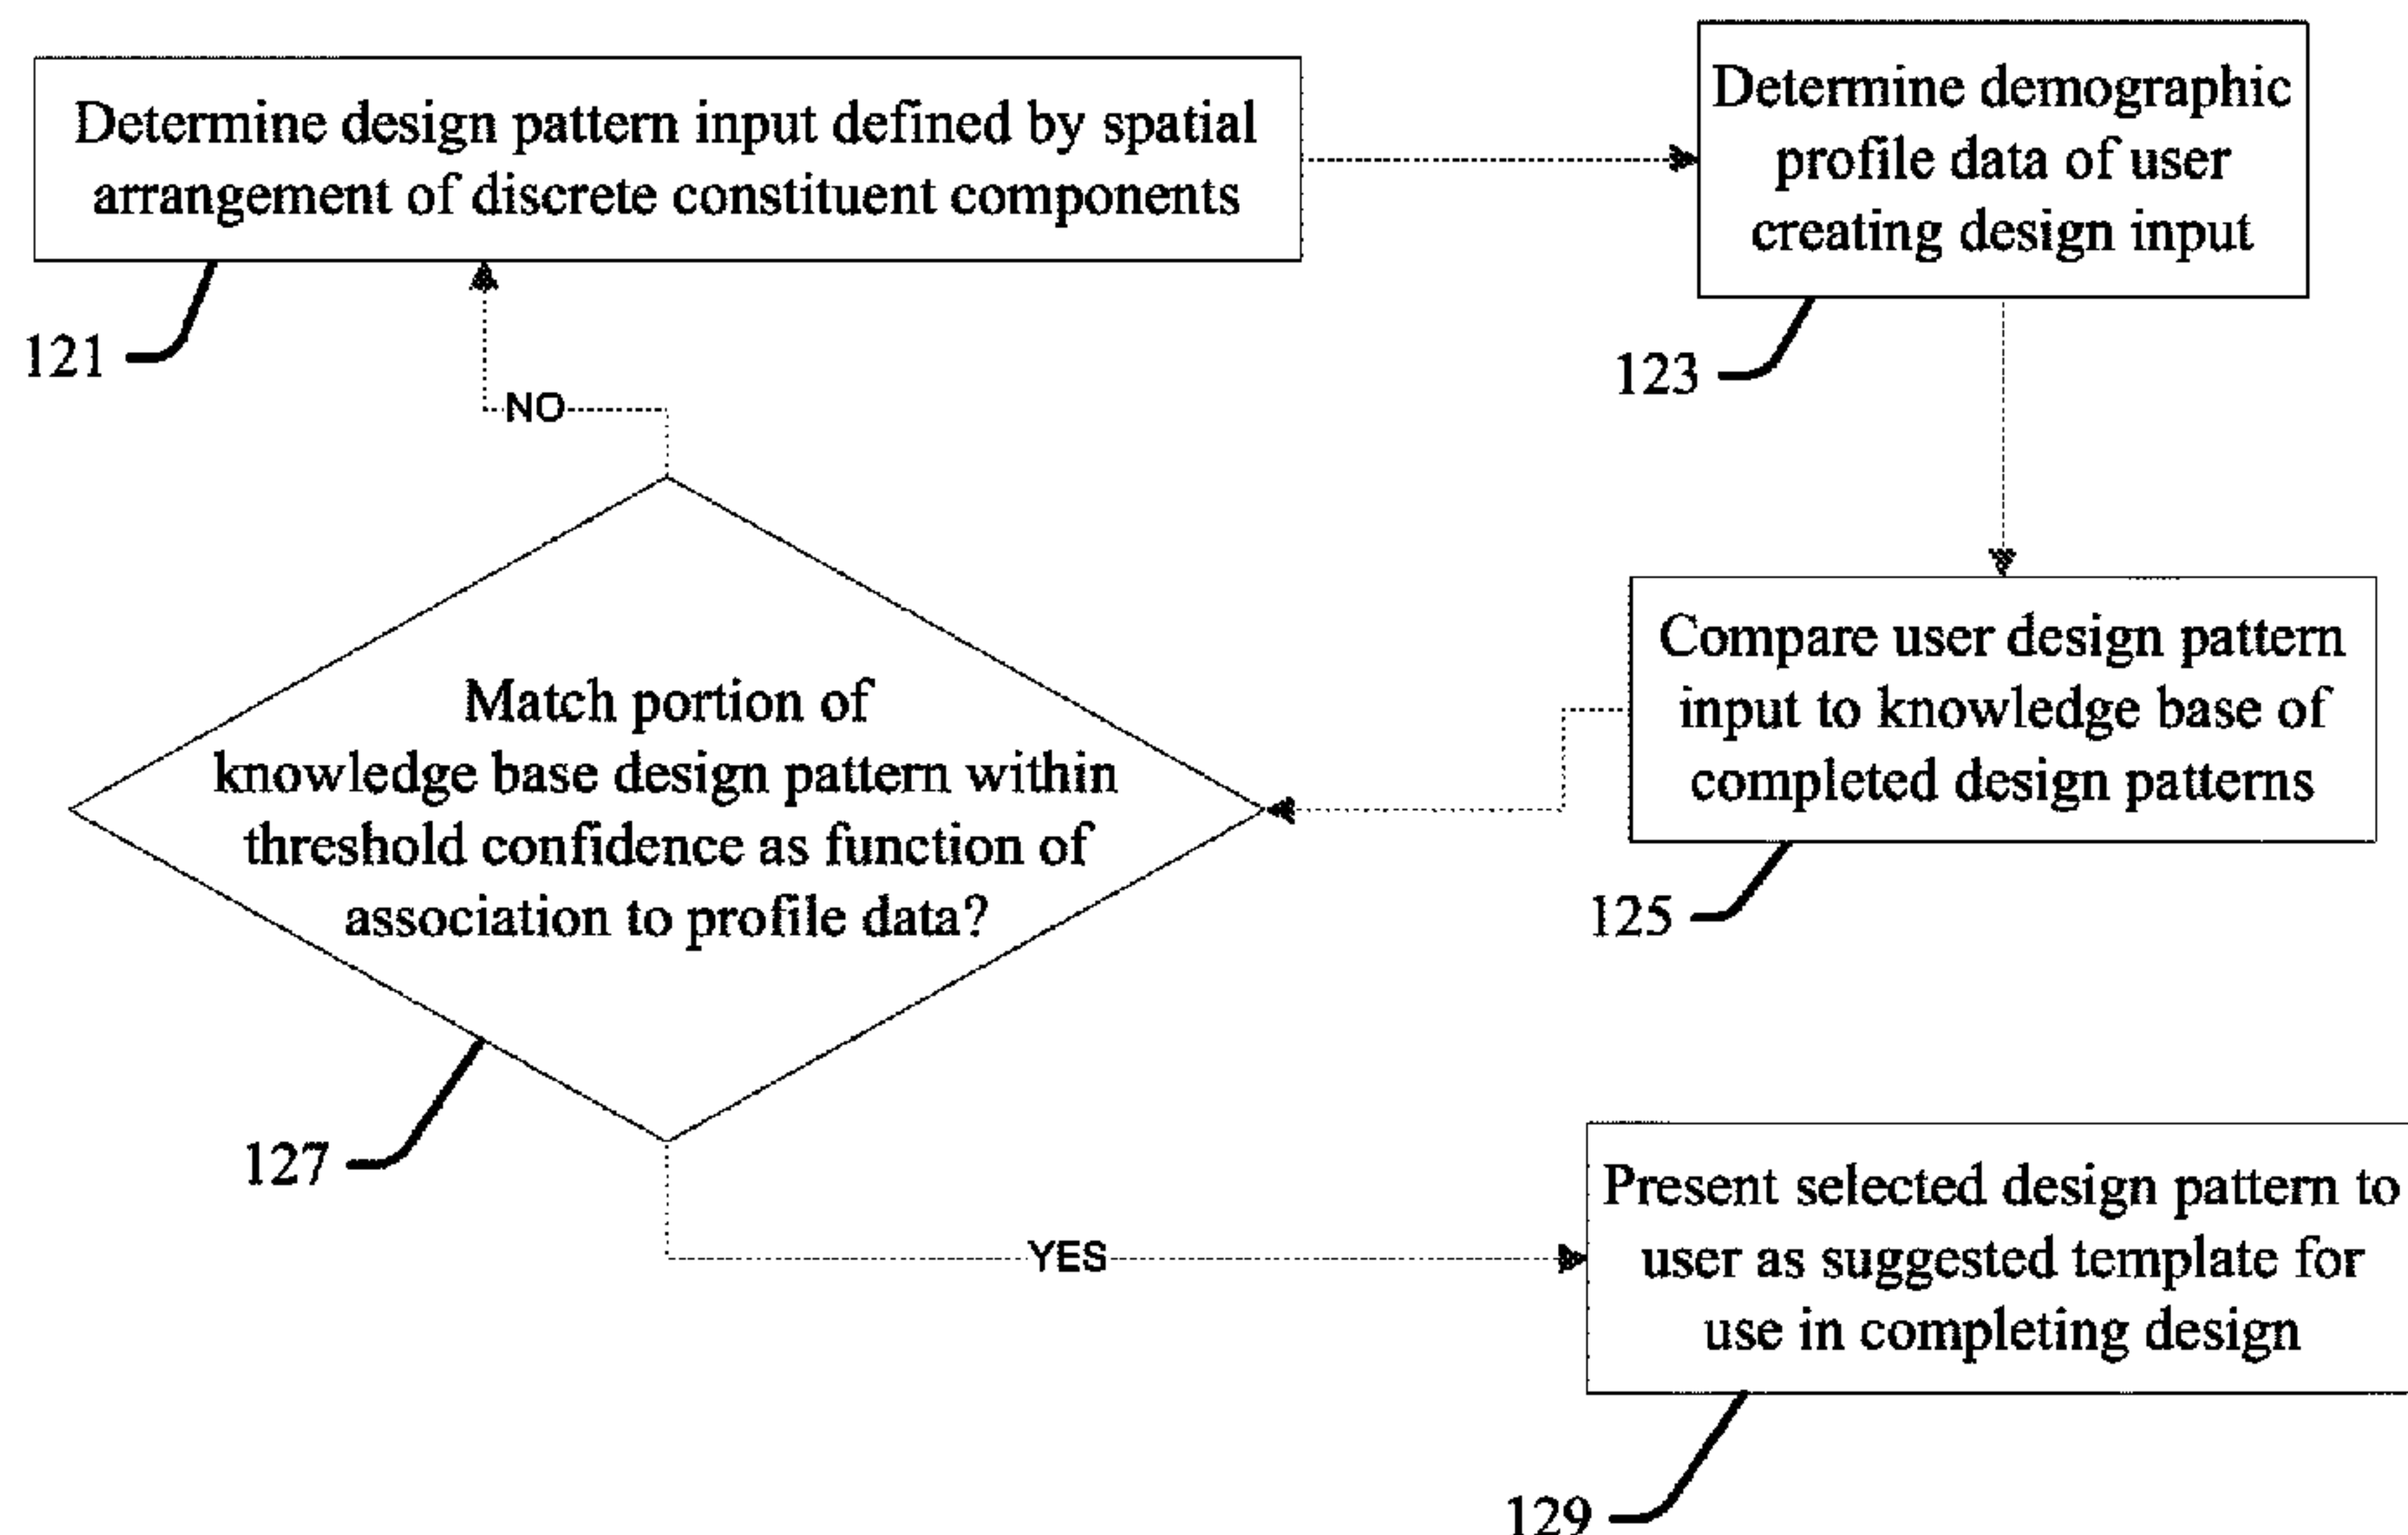 Determine design pattern input defined by spatial
arrangement of discrete constituent components
121
Determine demographic
profile data of user
creating design input
123
NO
Compare user design pattern
input to knowledge base of
completed design patterns
125
Match portion of
knowledge base design pattern within
threshold confidence as function of
association to profile data?
127
YES
Present selected design pattern to
user as suggested template for
use in completing design
129